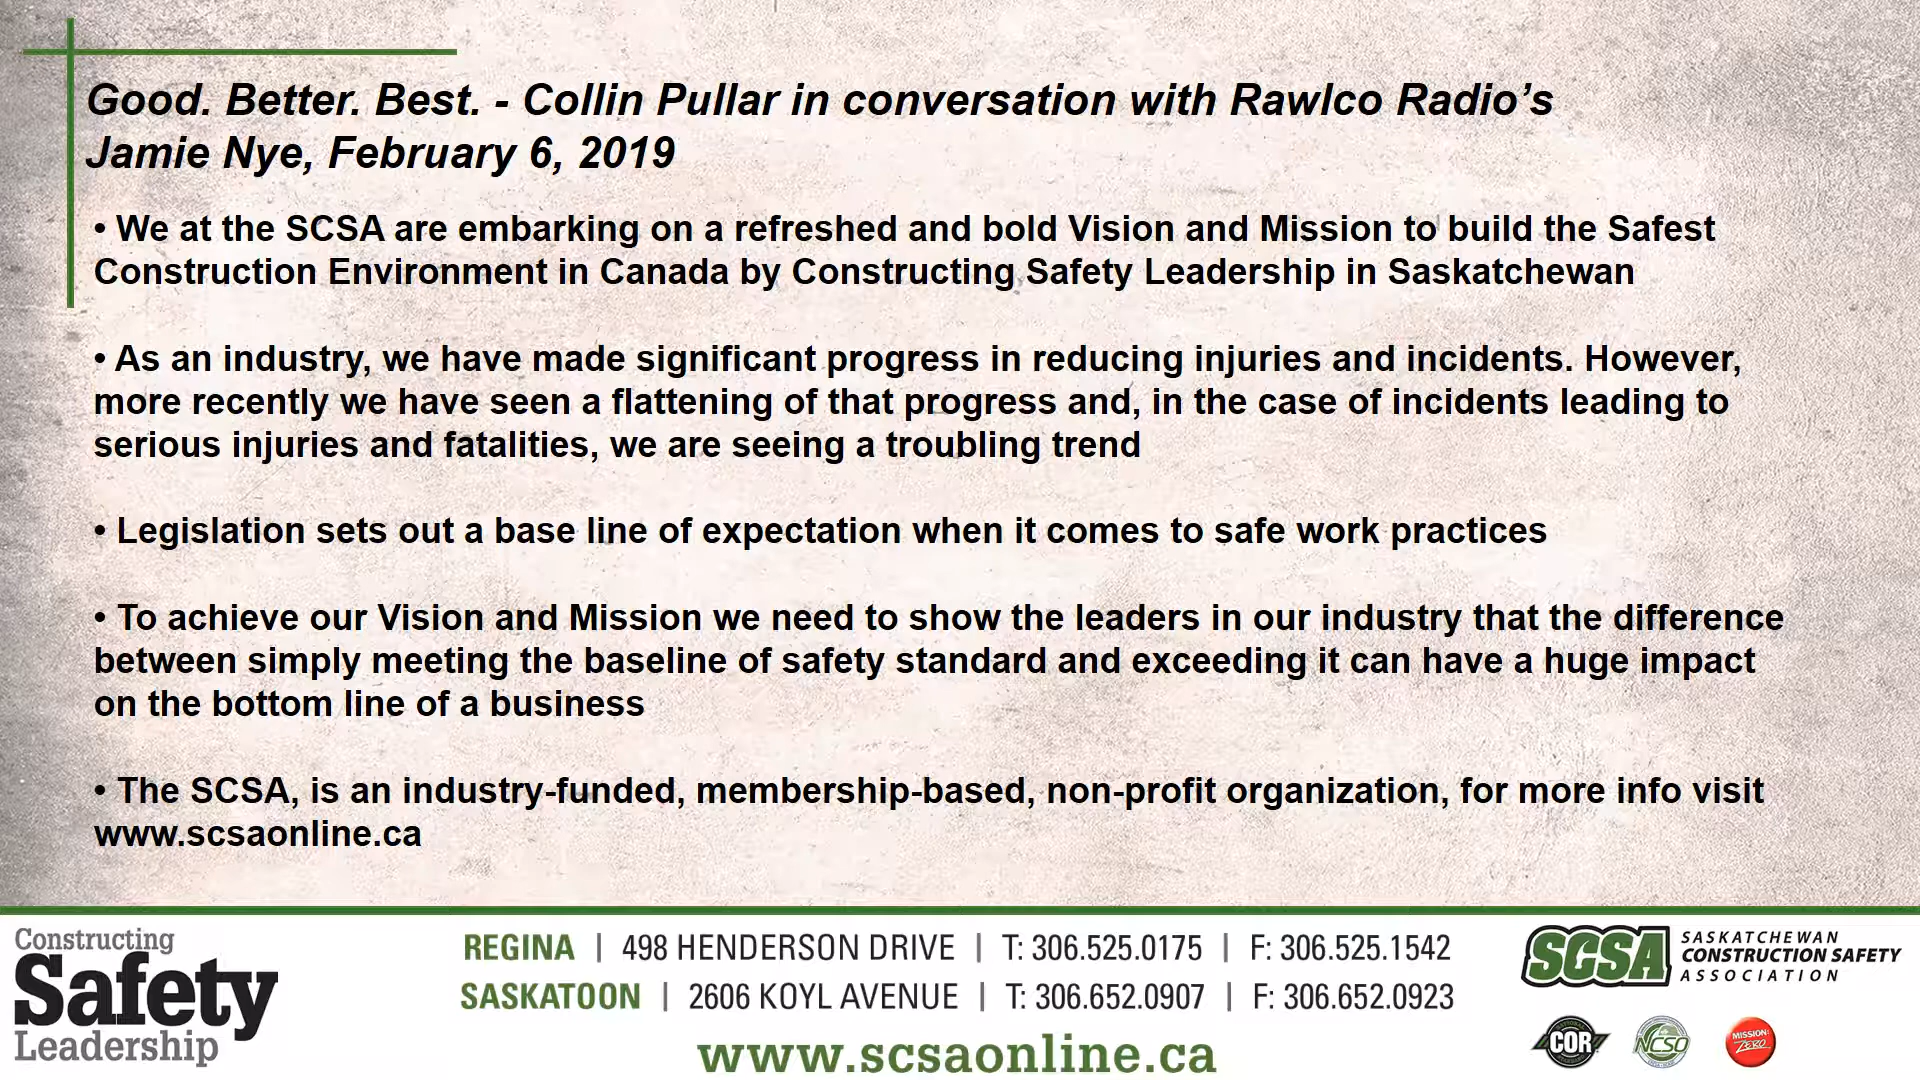 Good. Better. Best. - Collin Pullar in conversation with Rawlco Radio’s
Jamie Nye, February 6, 2019
• We at the SCSA are embarking on a refreshed and bold Vision and Mission to build the Safest
Construction Environment in Canada by Constructing Safety Leadership in Saskatchewan
• As an industry, we have made significant progress in reducing injuries and incidents. However,
more recently we have seen a flattening of that progress and, in the case of incidents leading to
serious injuries and fatalities, we are seeing a troubling trend
• Legislation sets out a base line of expectation when it comes to safe work practices
• To achieve our Vision and Mission we need to show the leaders in our industry that the difference
between simply meeting the baseline of safety standard and exceeding it can have a huge impact
on the bottom line of a business
• The SCSA, is an industry-funded, membership-based, non-profit organization, for more info visit
www.scsaonline.ca
Constructing
Safety
Leadership
REGINA | 498 HENDERSON DRIVE | T: 306.525.0175 | F: 306.525.1542
SASKATOON | 2606 KOYL AVENUE | T: 306.652.0907 | F: 306.652.0923
www.scsaonline.ca
SCSA
SASKATCHEWAN
CONSTRUCTION SAFETY
ASSOCIATION
COR
NCSO
MISSION:
ZERO